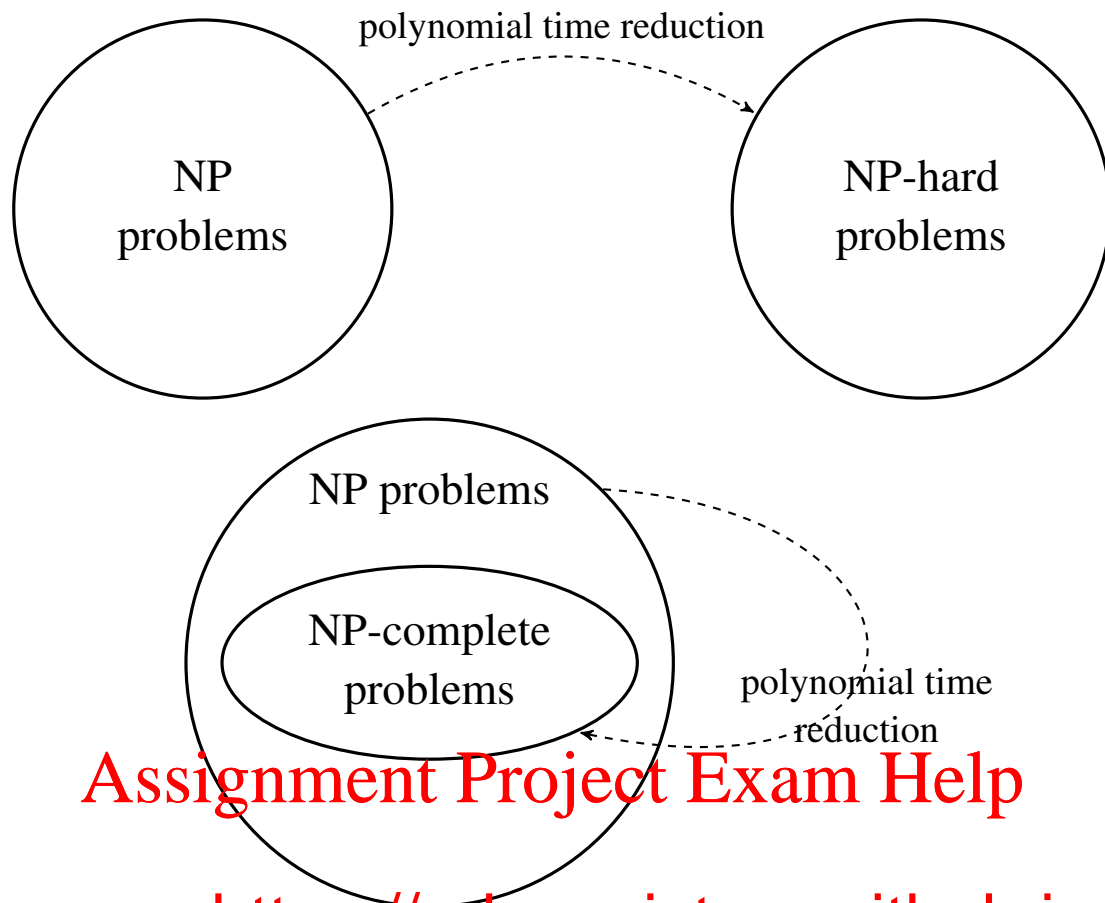 polynomial time reduction
NP
problems
NP-hard
problems
NP problems
NP-complete
problems
polynomial time
reduction
Assignment Project Exam Help